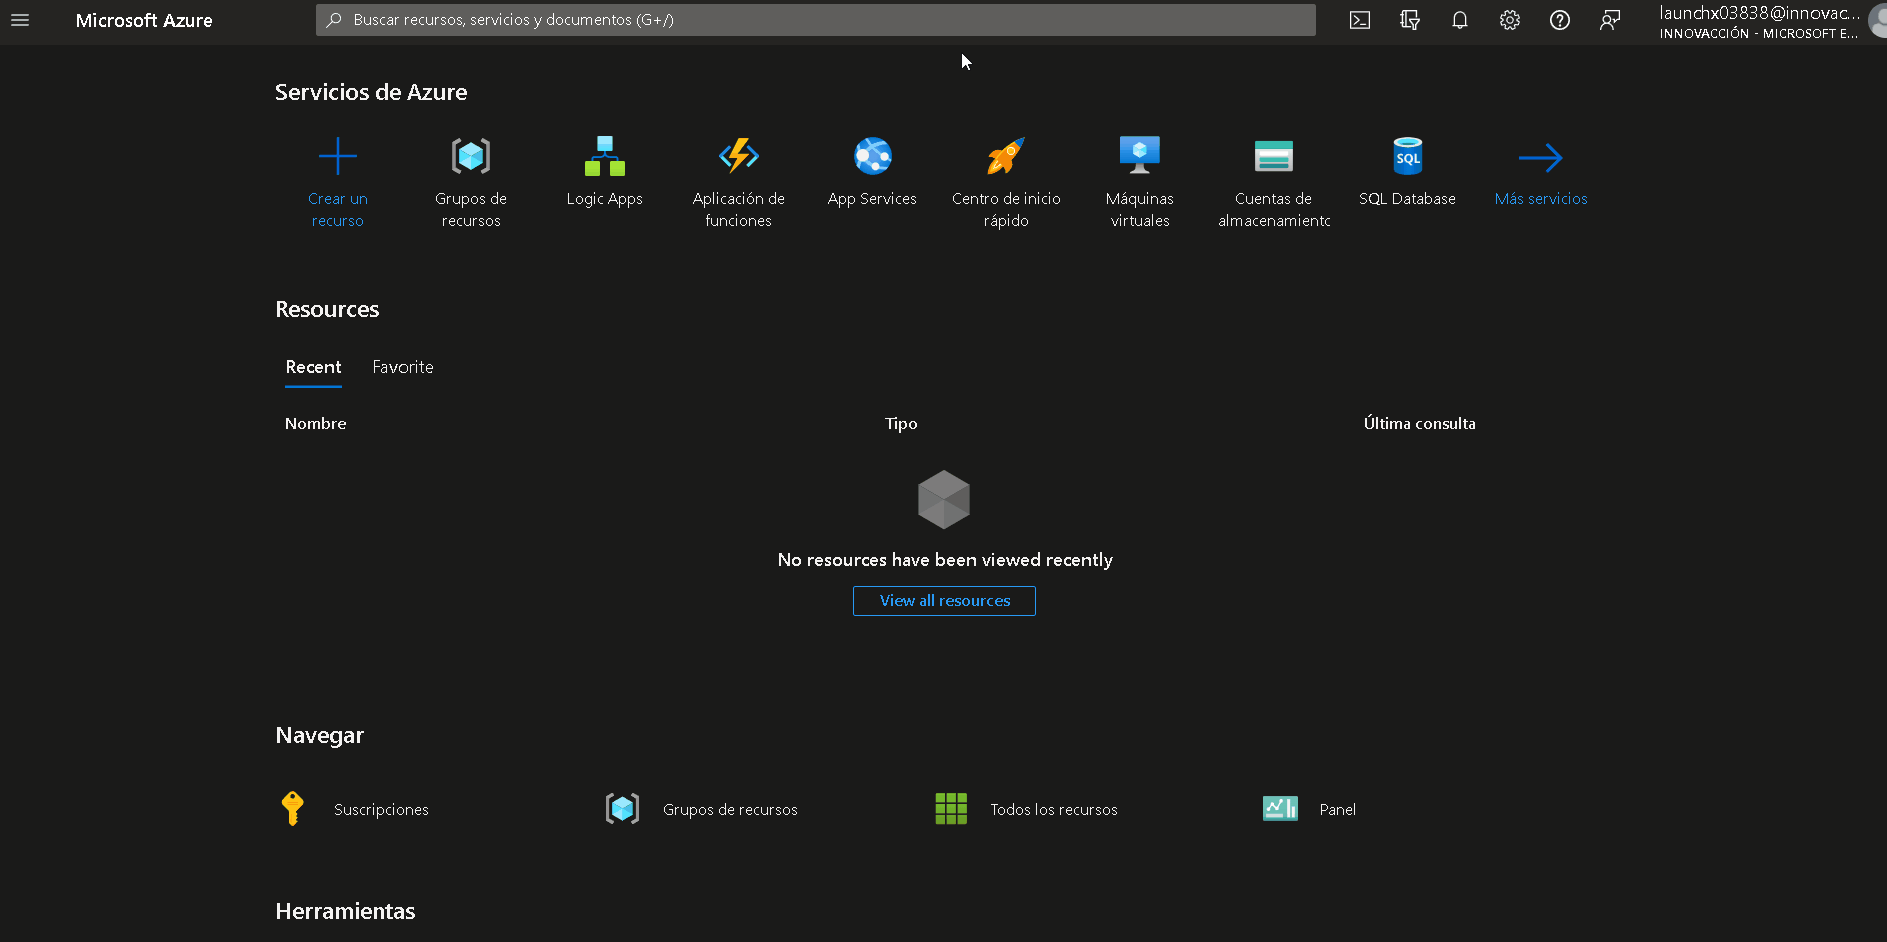 Microsoft Azure
Buscar recursos, servicios y documentos (G+/)
launchx03838@innovac...
INNOVACCIÓN - MICROSOFT E...
Servicios de Azure
Crear un
recurso
Grupos de
recursos
Logic Apps
Aplicación de
funciones
App Services
Centro de inicio
rápido
Máquinas
virtuales
Cuentas de
almacenamiento
SQL
SQL Database
Más servicios
Resources
Recent
Favorite
Nombre
Tipo
Última consulta
No resources have been viewed recently
View all resources
Navegar
Suscripciones
Grupos de recursos
Todos los recursos
Panel
Herramientas